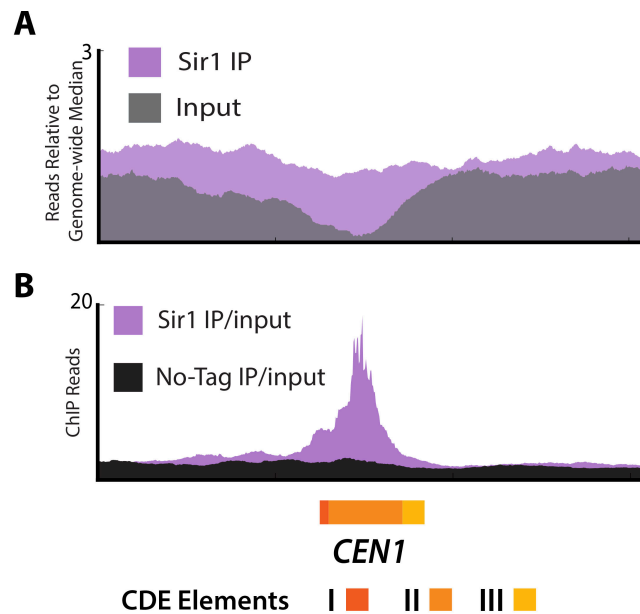 A
3
Reads Relative to
Genome-wide Median
Sir1 IP
Input
B
20
ChIP Reads
Sir1 IP/input
No-Tag IP/input
CEN1
CDE Elements I II III